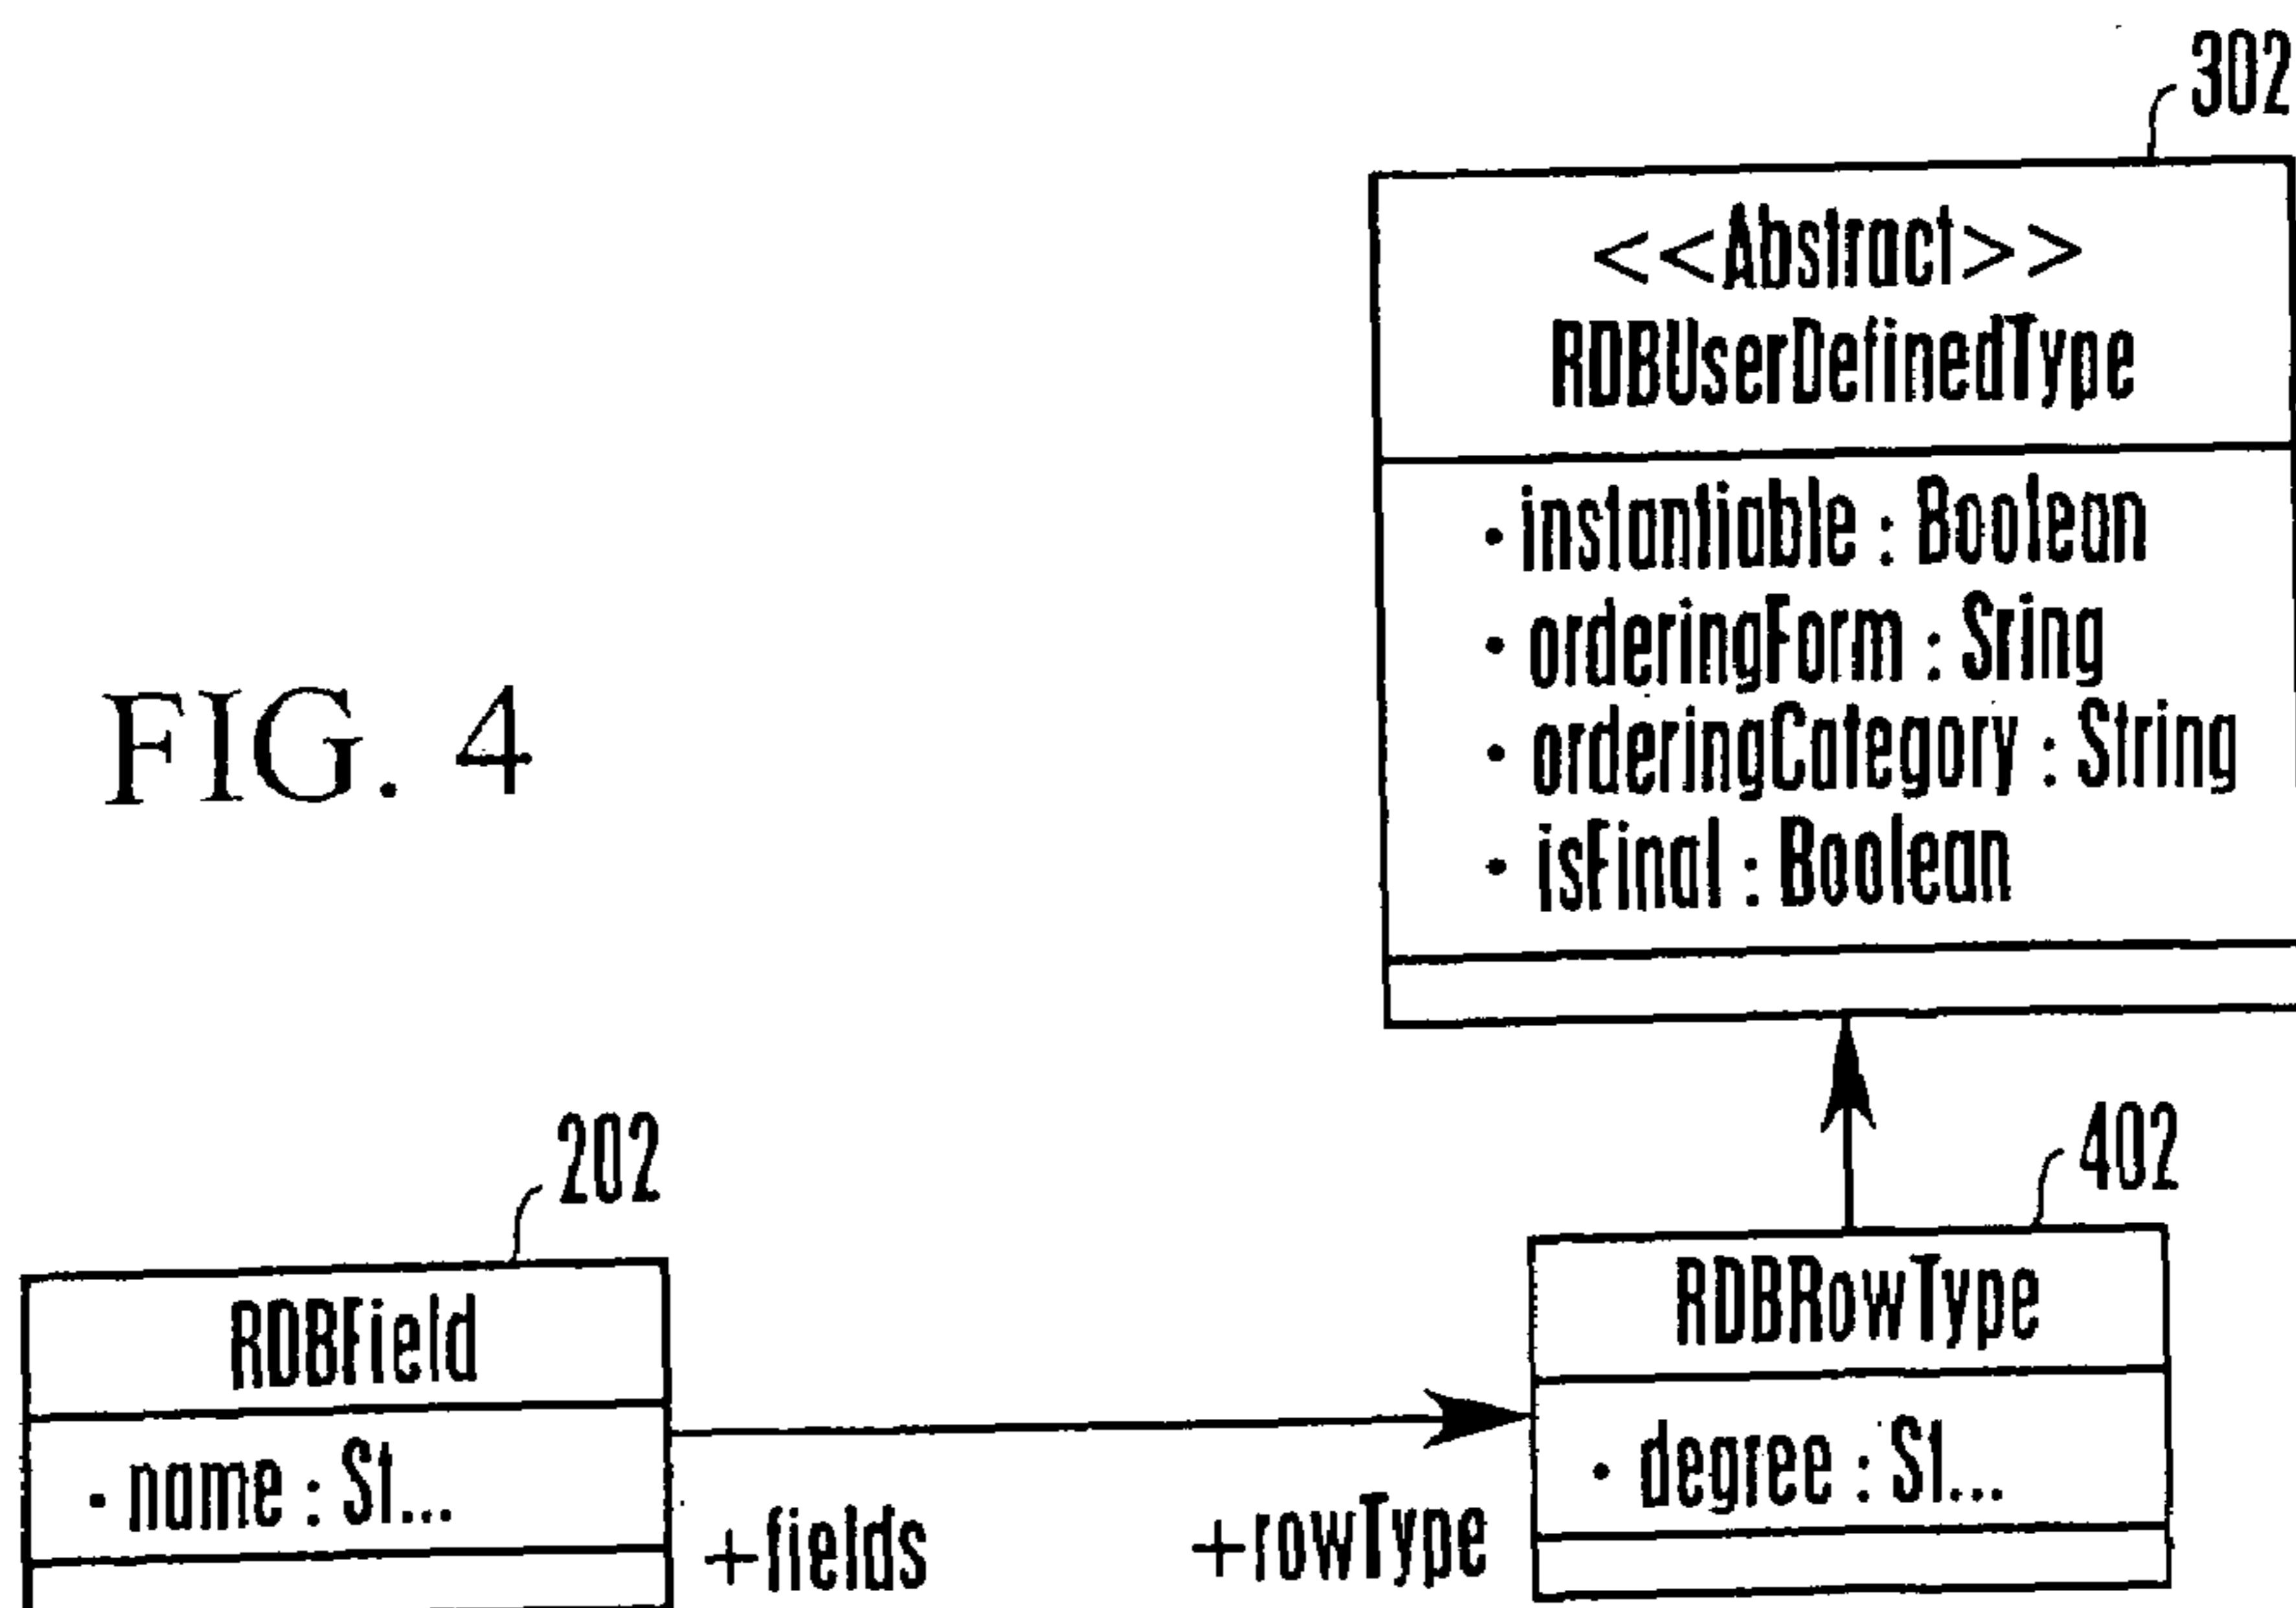 302
<<Abstract>>
RDBUserDefinedType
• instantiable : Boolean
• orderingForm : Sring
• orderingCategory : String
• isFinal : Boolean
FIG. 4
202
402
RDBField
• name : St...
+fields
+rowType
RDBRowType
• degree : St...